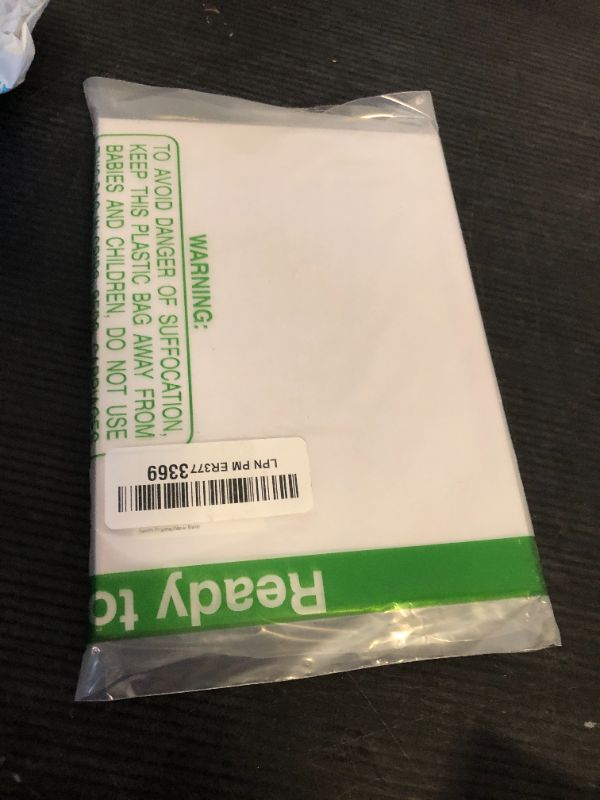 WARNING:
TO AVOID DANGER OF SUFFOCATION,
KEEP THIS PLASTIC BAG AWAY FROM
BABIES AND CHILDREN, DO NOT USE
LPN PM ER3773369
Ready to